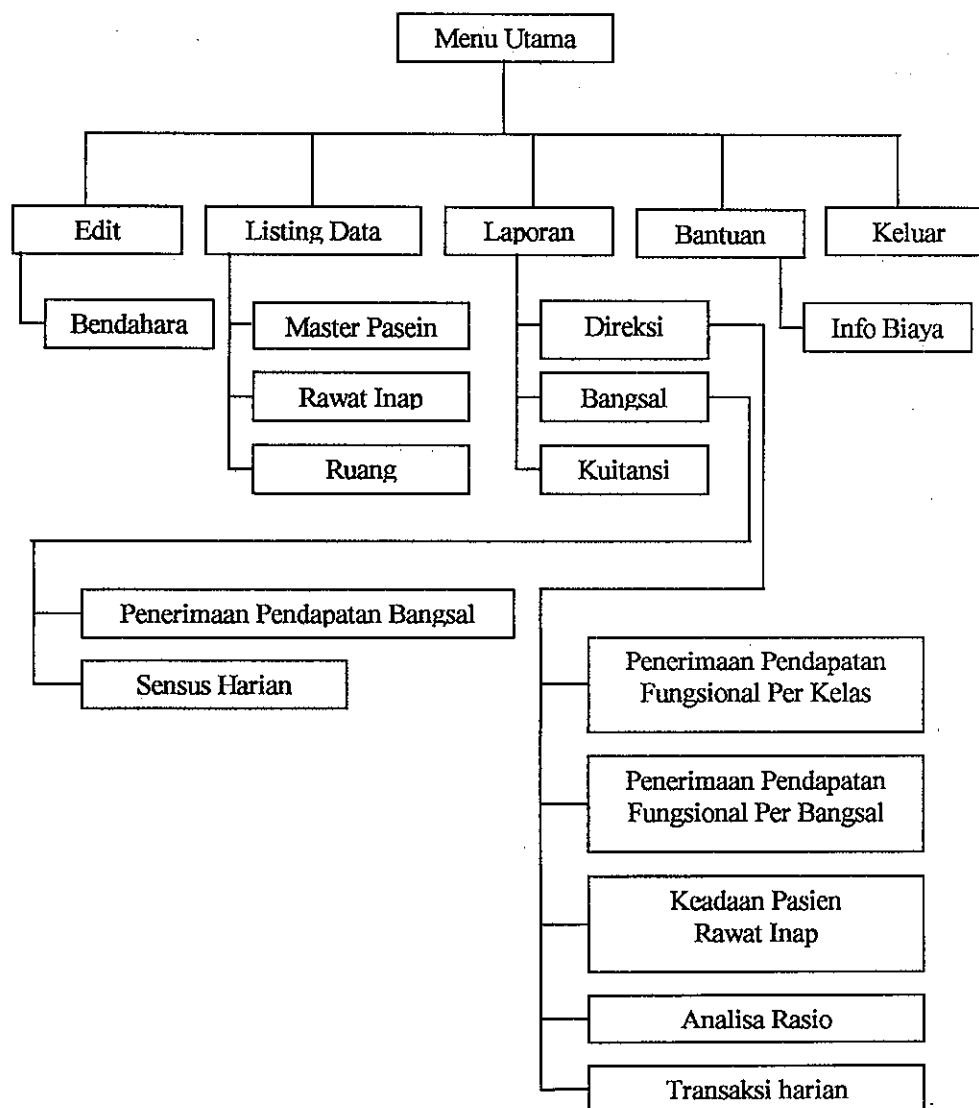 Menu Utama
Edit
Listing Data
Laporan
Bantuan
Keluar
Bendahara
Master Pasein
Direksi
Info Biaya
Rawat Inap
Bangsal
Ruang
Kuitansi
Penerimaan Pendapatan Bangsal
Sensus Harian
Penerimaan Pendapatan
Fungsional Per Kelas
Penerimaan Pendapatan
Fungsional Per Bangsal
Keadaan Pasien
Rawat Inap
Analisa Rasio
Transaksi harian